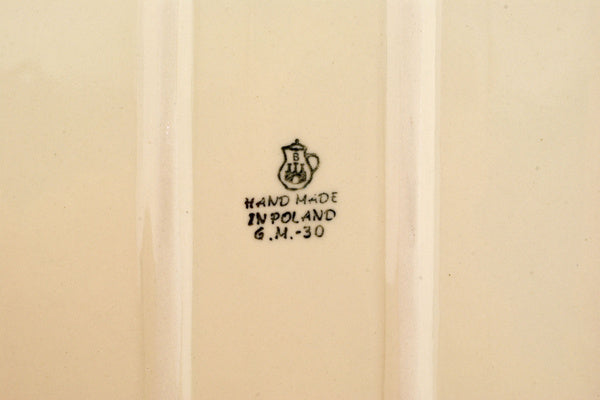 B
HAND MADE
IN POLAND
G.M.-30